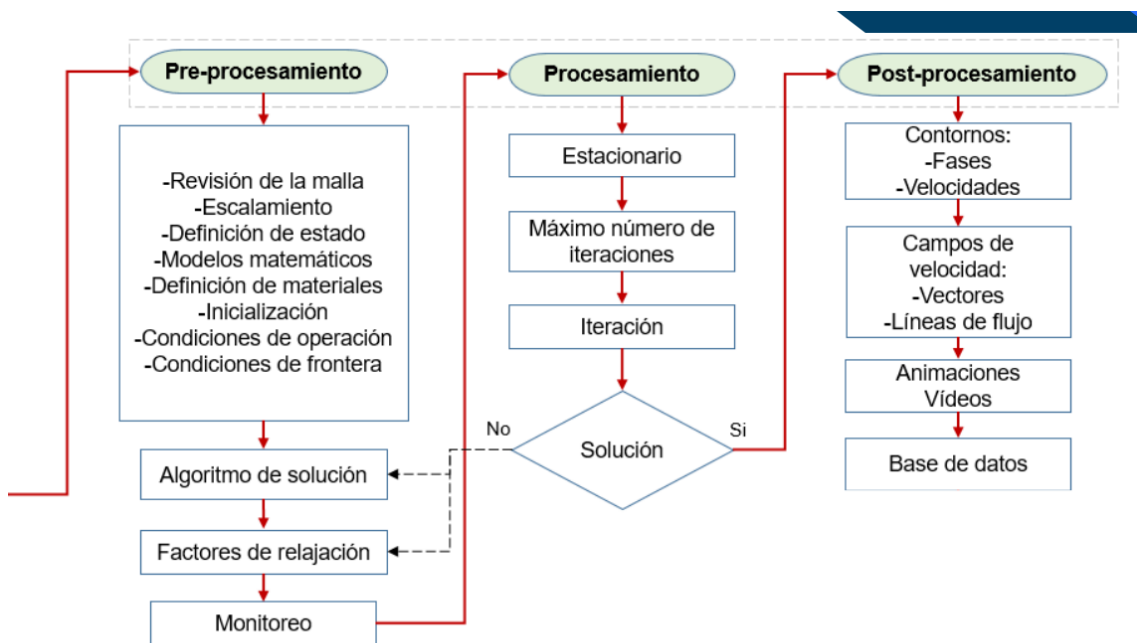 Pre-procesamiento
-Revisión de la malla
-Escalamiento
-Definición de estado
-Modelos matemáticos
-Definición de materiales
-Inicialización
-Condiciones de operación
-Condiciones de frontera
Algoritmo de solución
Factores de relajación
Monitoreo
Procesamiento
Estacionario
Máximo número de
iteraciones
Iteración
No
Solución
Si
Post-procesamiento
Contornos:
-Fases
-Velocidades
Campos de
velocidad:
-Vectores
-Líneas de flujo
Animaciones
Vídeos
Base de datos